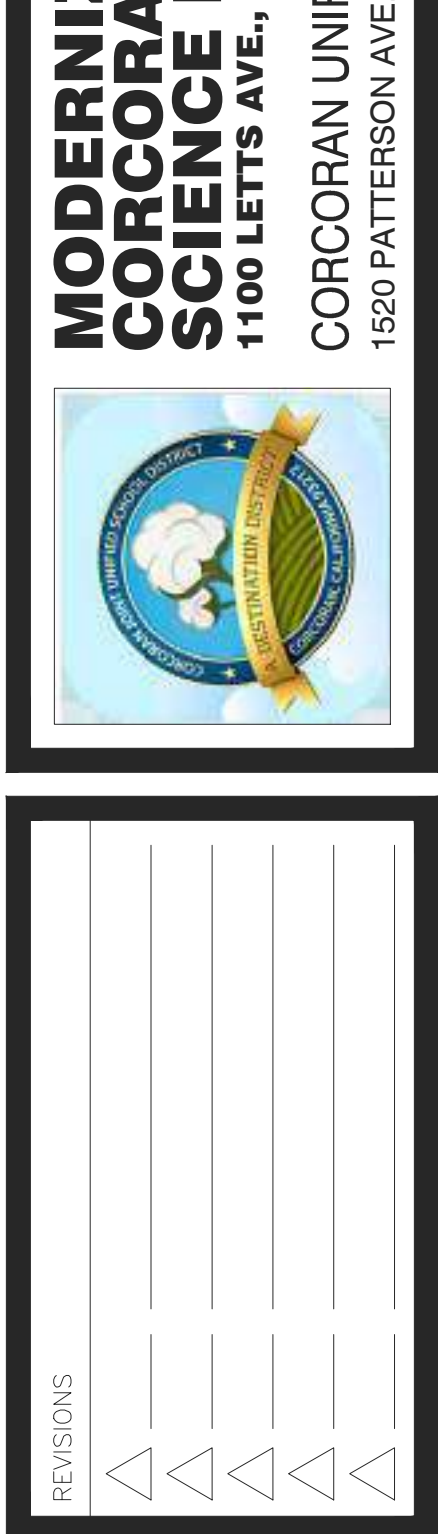 MODERNI
CORCORA
SCIENCE
1100 LETTS AVE.,
CORCORAN UNIF
1520 PATTERSON AVE
CORCORAN JOINT UNIFIED SCHOOL DISTRICT
A DESTINATION DISTRICT
CORCORAN, CALIFORNIA 93212
REVISIONS